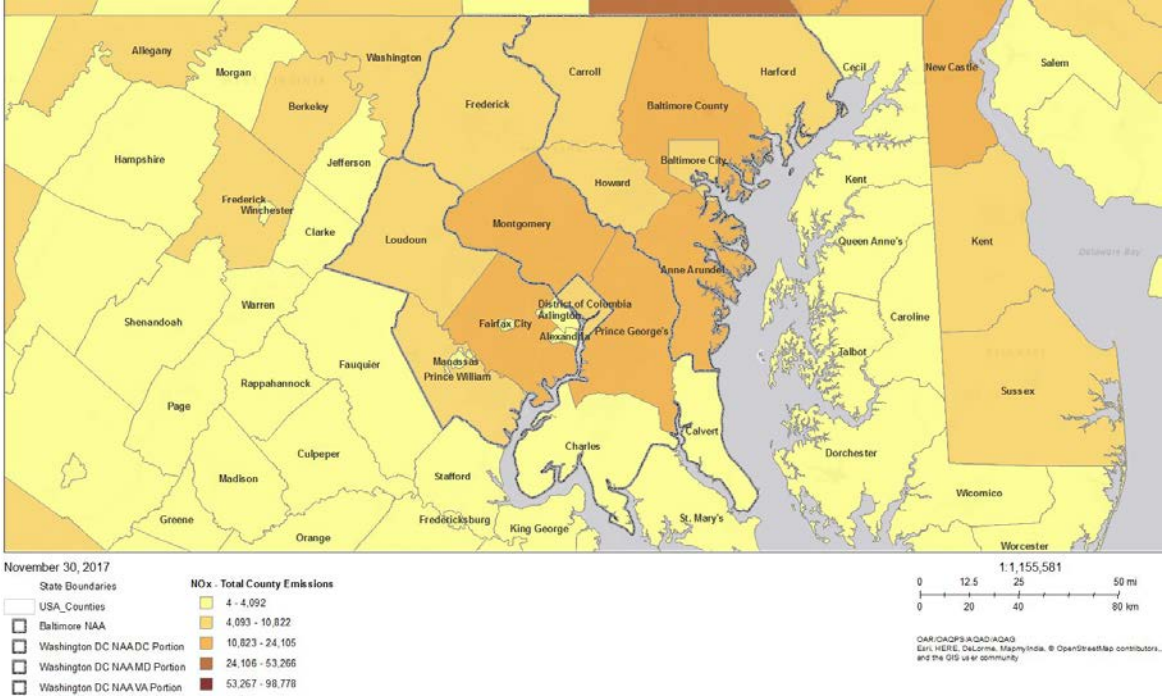 Allegany
Morgan
Washington
Berkeley
Frederick
Carroll
Baltimore County
Harford
Cecil
New Castle
Salem
Hampshire
Jefferson
Baltimore City
Howard
Kent
Frederick
Winchester
Clarke
Loudoun
Montgomery
Queen Anne's
Kent
Delaware Bay
Anne Arundel
Warren
District of Columbia
Arlington
Shenandoah
Fairfax City
Prince George's
Caroline
Alexandria
Fauquier
Manassas
Prince William
Talbot
Rappahannock
Sussex
Page
Calvert
Charles
Culpeper
Dorchester
Madison
Stafford
Wicomico
Greene
Fredericksburg
King George
St. Mary's
Orange
Worcester
November 30, 2017
State Boundaries
USA_Counties
Baltimore NAA
Washington DC NAA DC Portion
Washington DC NAA MD Portion
Washington DC NAA VA Portion
NOx - Total County Emissions
4 - 4,092
4,093 - 10,822
10,823 - 24,105
24,106 - 53,266
53,267 - 98,778
1:1,155,581
0 12.5 25 50 mi
0 20 40 80 km
OAR/OAQPS/AQAD/AQAG
Esri, HERE, DeLorme, MapmyIndia, © OpenStreetMap contributors,
and the GIS user community